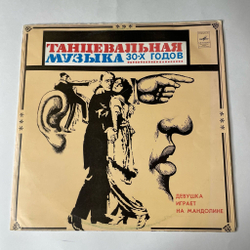 ТАНЦЕВАЛЬНАЯ
МУЗЫКА 30-Х ГОДОВ
ДЕВУШКА
ИГРАЕТ
НА МАНДОЛИНЕ